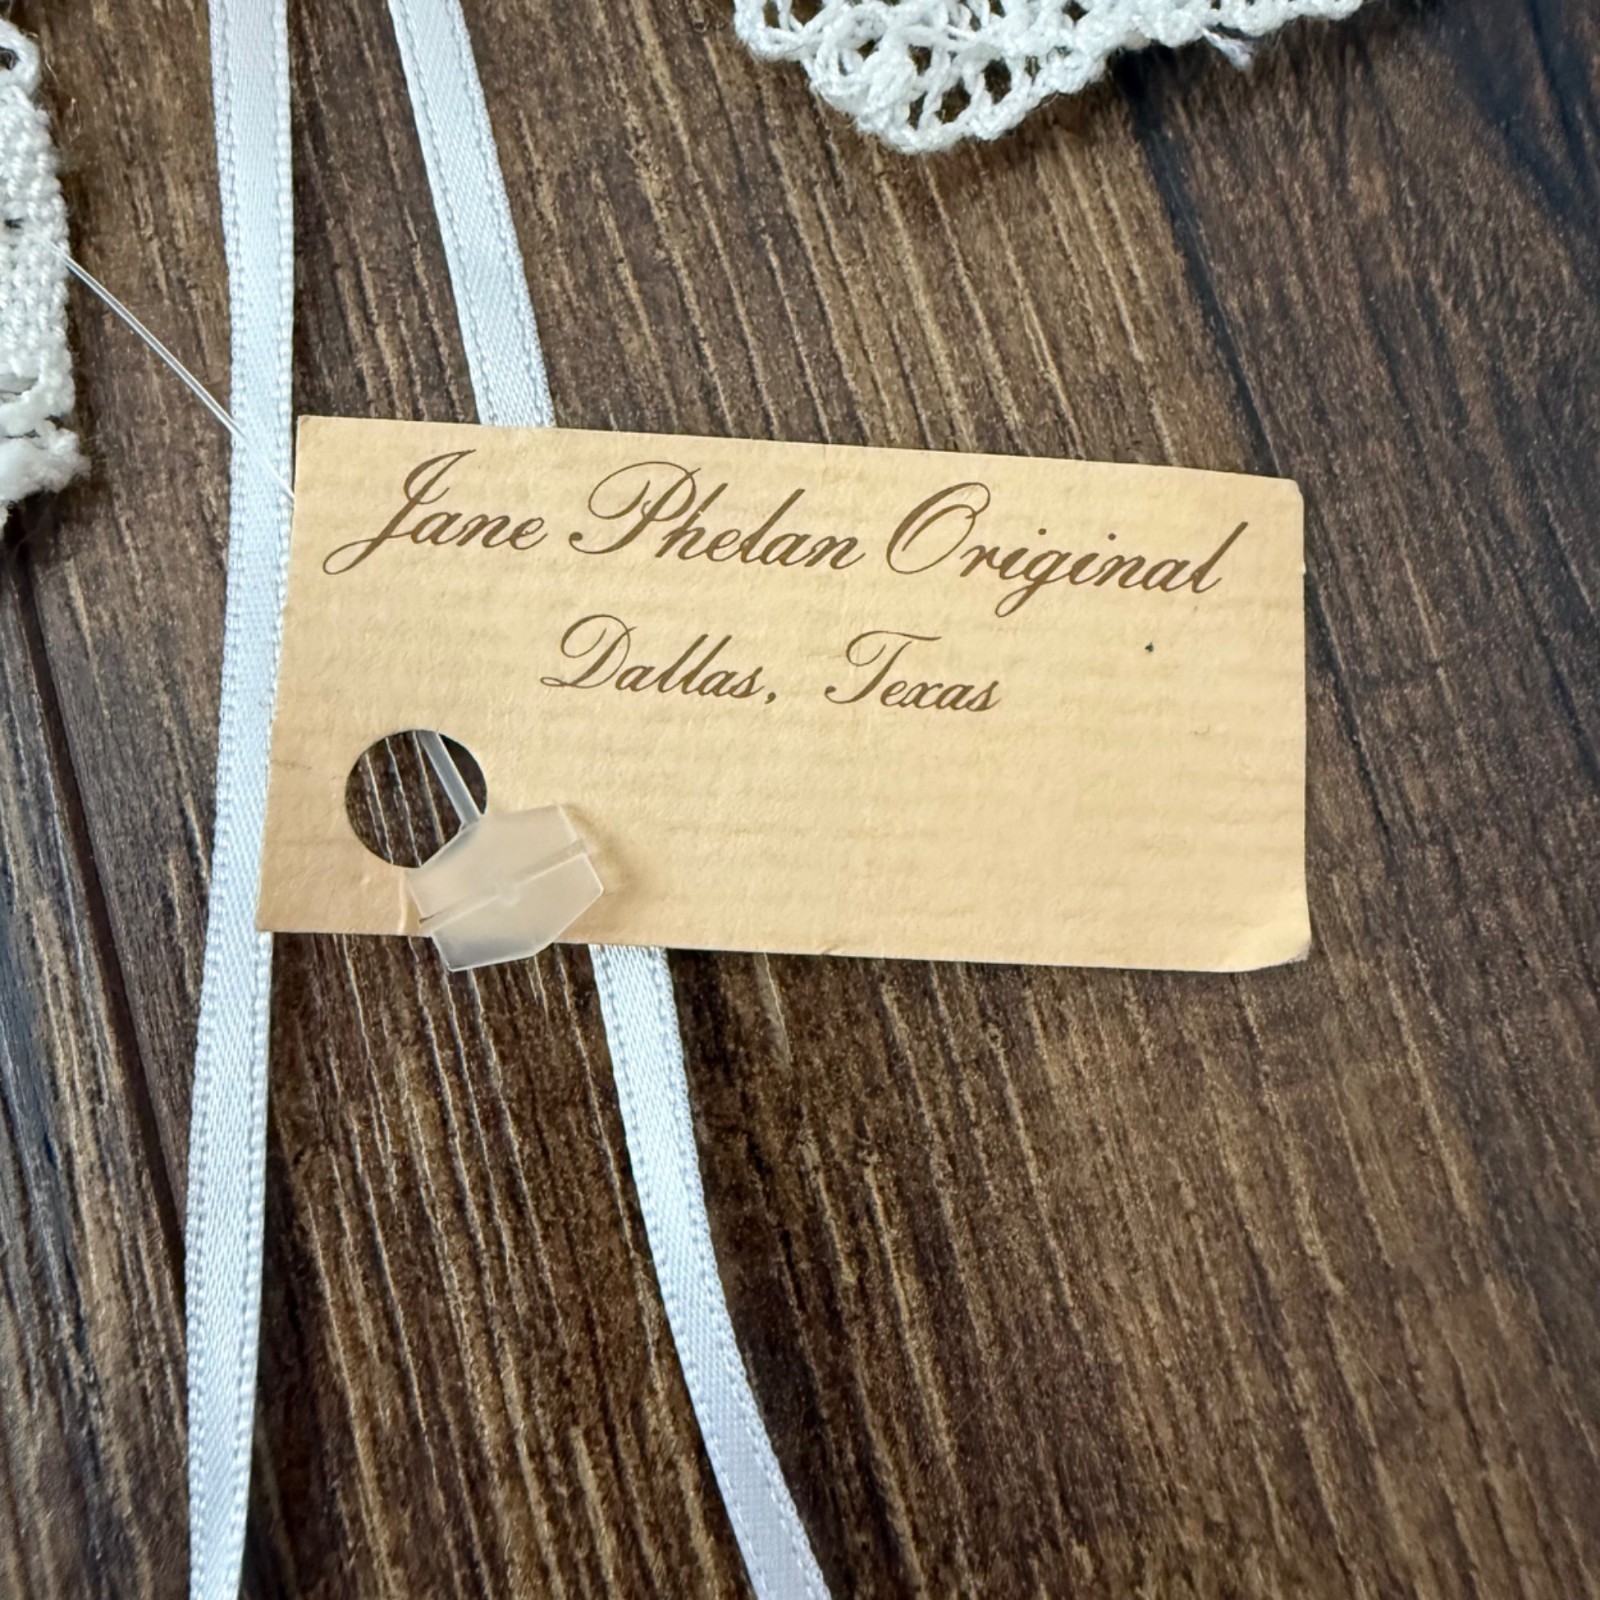 Jane Phelan Original
Dallas, Texas